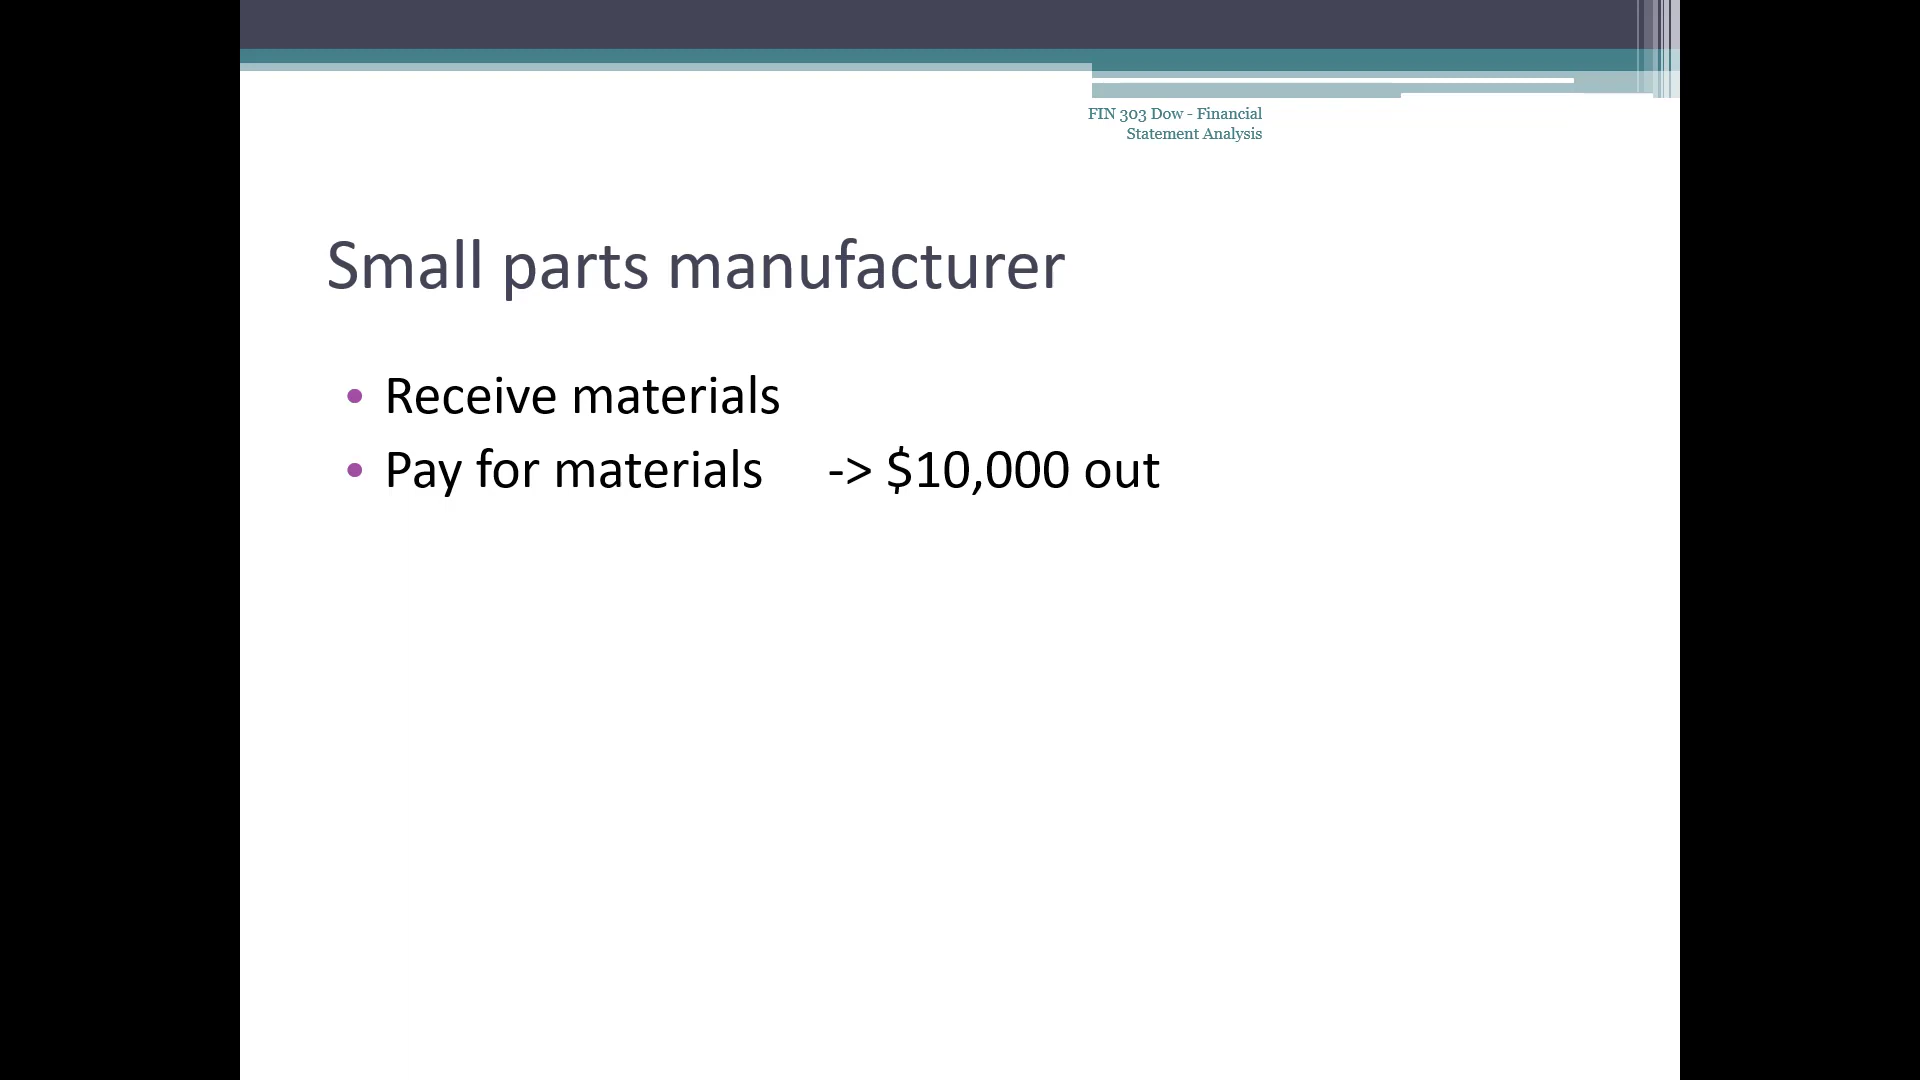 FIN 303 Dow - Financial
Statement Analysis
Small parts manufacturer
• Receive materials
• Pay for materials -> $10,000 out